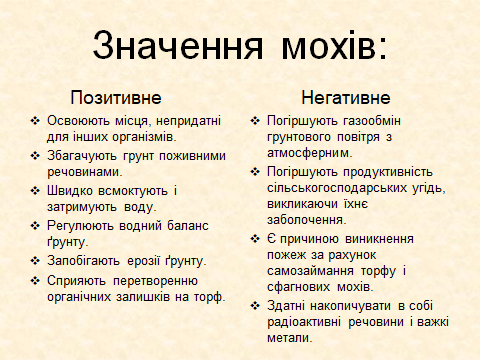 Значення мохів:
Позитивне
Освоюють місця, непридатні
для інших організмів.
Збагачують грунт поживними
речовинами.
Швидко всмоктують і
затримують воду.
Регулюють водний баланс
ґрунту.
Запобігають ерозії ґрунту.
Сприяють перетворенню
органічних залишків на торф.
Негативне
Погіршують газообмін
грунтового повітря з
атмосферним.
Погіршують продуктивність
сільськогосподарських угідь,
викликаючи їхнє
заболочення.
Є причиною виникнення
пожеж за рахунок
самозаймання торфу і
сфагнових мохів.
Здатні накопичувати в собі
радіоактивні речовини і важкі
метали.